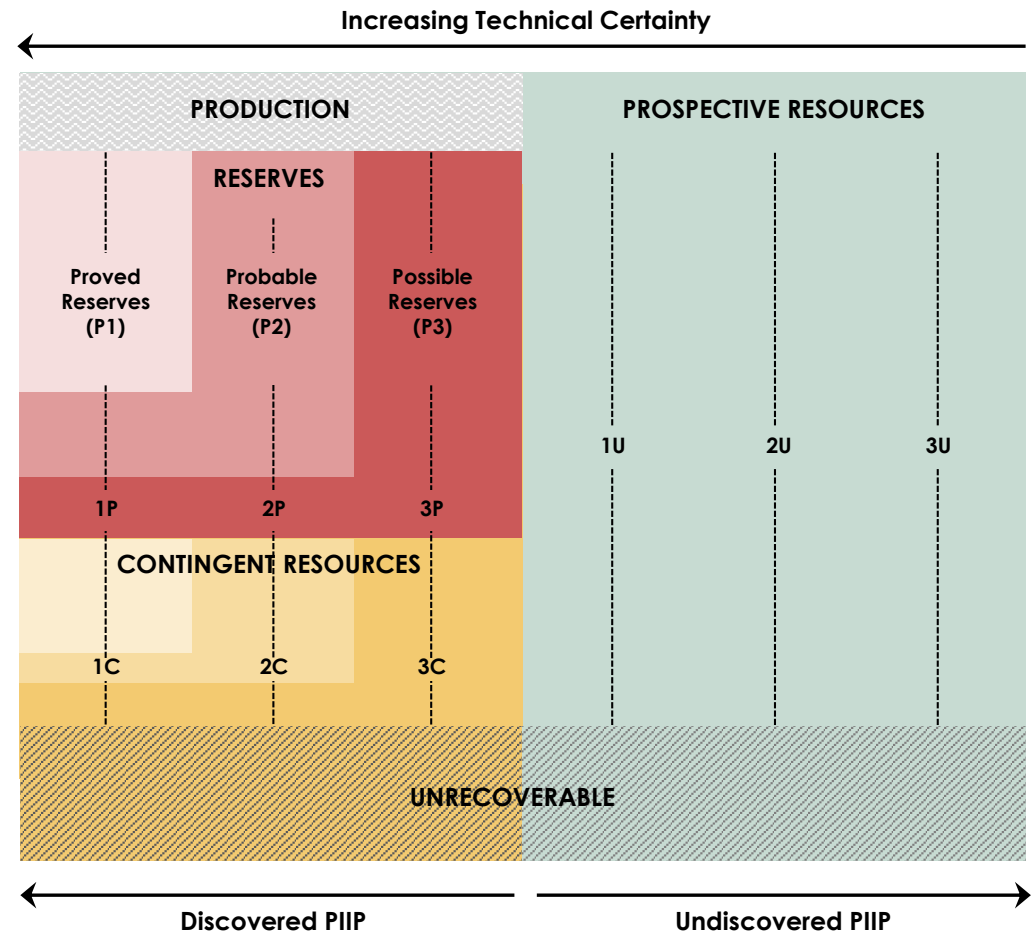 Increasing Technical Certainty
PRODUCTION
PROSPECTIVE RESOURCES
RESERVES
Proved
Reserves
(P1)
Probable
Reserves
(P2)
Possible
Reserves
(P3)
1U
2U
3U
1P
2P
3P
CONTINGENT RESOURCES
1C
2C
3C
UNRECOVERABLE
Discovered PIIP
Undiscovered PIIP